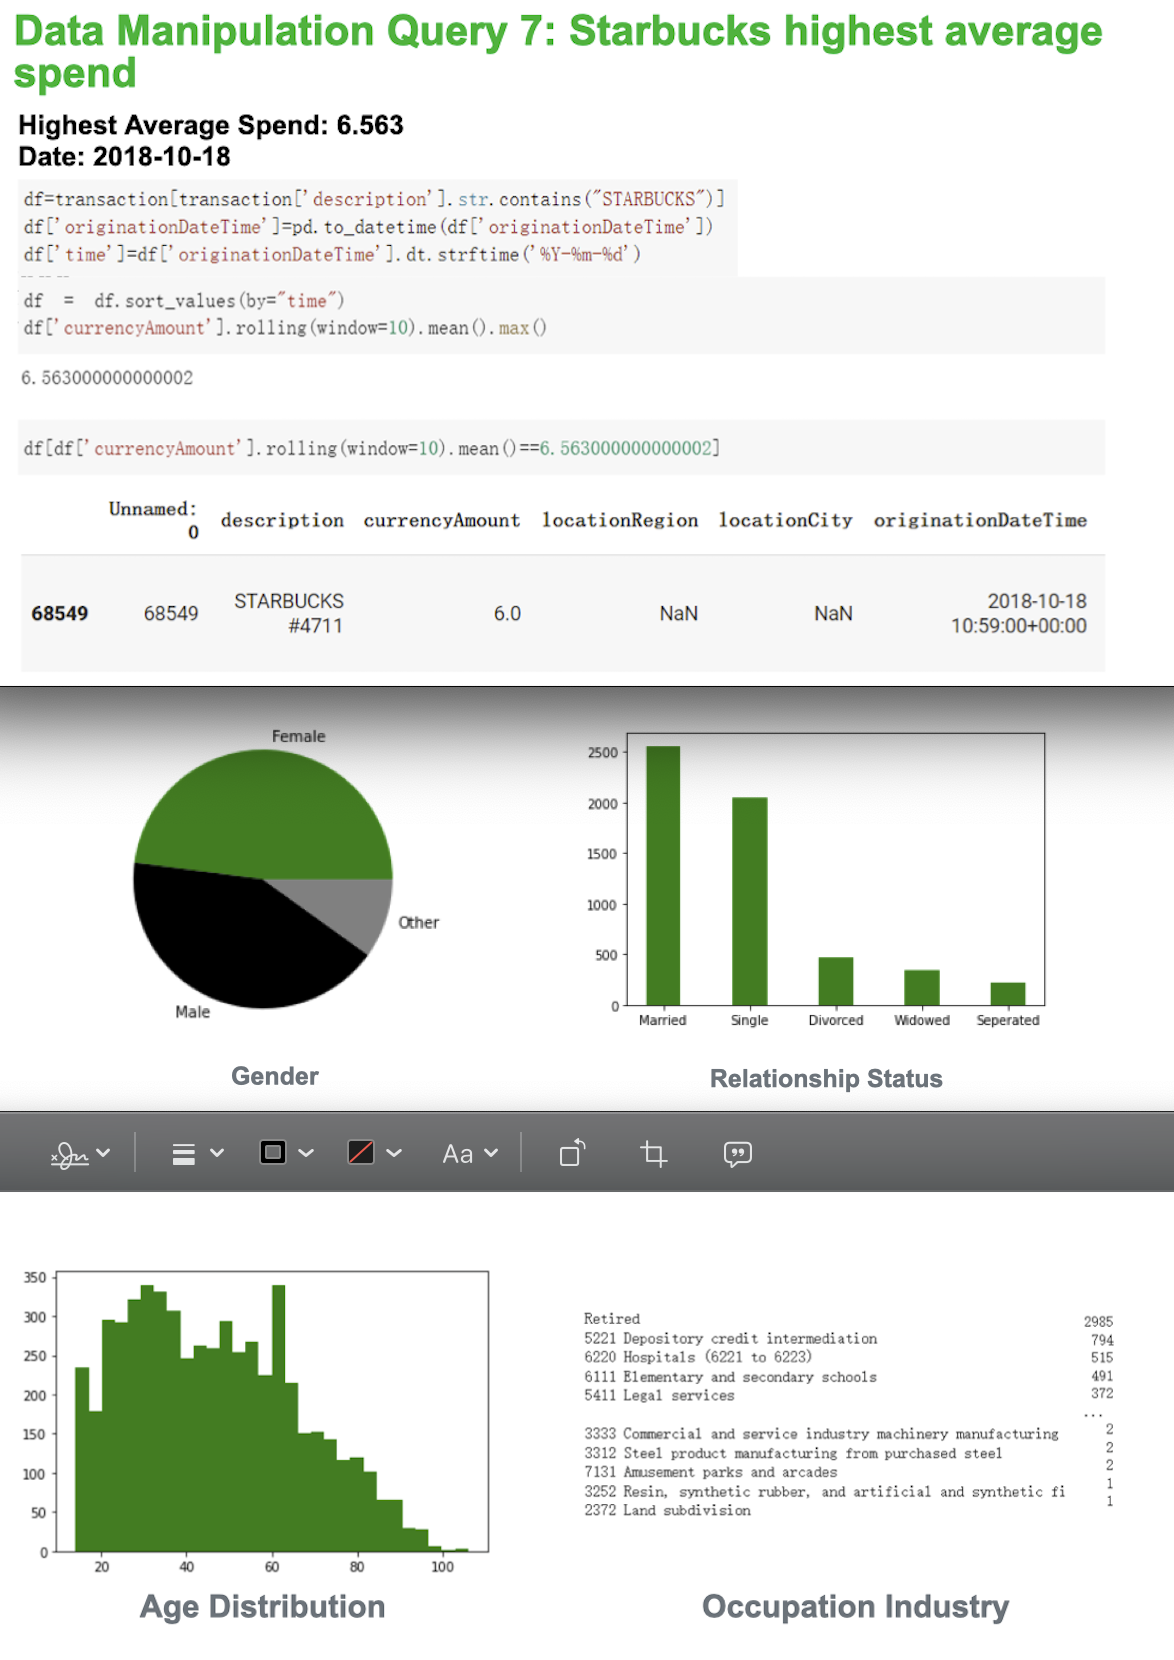 Data Manipulation Query 7: Starbucks highest average
spend
Highest Average Spend: 6.563
Date: 2018-10-18
df=transaction[transaction['description'].str.contains("STARBUCKS")]
df['originationDateTime']=pd.to_datetime(df['originationDateTime'])
df['time']=df['originationDateTime'].dt.strftime('%Y-%m-%d')
df = df.sort_values(by="time")
df['currencyAmount'].rolling(window=10).mean().max()
6.563000000000002
df[df['currencyAmount'].rolling(window=10).mean()==6.563000000000002]
Unnamed: 0 description currencyAmount locationRegion locationCity originationDateTime
68549 68549 STARBUCKS #4711 6.0 NaN NaN 2018-10-18 10:59:00+00:00
Female
Other
Male
Gender
2500
2000
1500
1000
500
0
Married Single Divorced Widowed Seperated
Relationship Status
Aa
350
300
250
200
150
100
50
0
20 40 60 80 100
Age Distribution
Retired 2985
5221 Depository credit intermediation 794
6220 Hospitals (6221 to 6223) 515
6111 Elementary and secondary schools 491
5411 Legal services 372
...
3333 Commercial and service industry machinery manufacturing 2
3312 Steel product manufacturing from purchased steel 2
7131 Amusement parks and arcades 2
3252 Resin, synthetic rubber, and artificial and synthetic fi 1
2372 Land subdivision 1
Occupation Industry